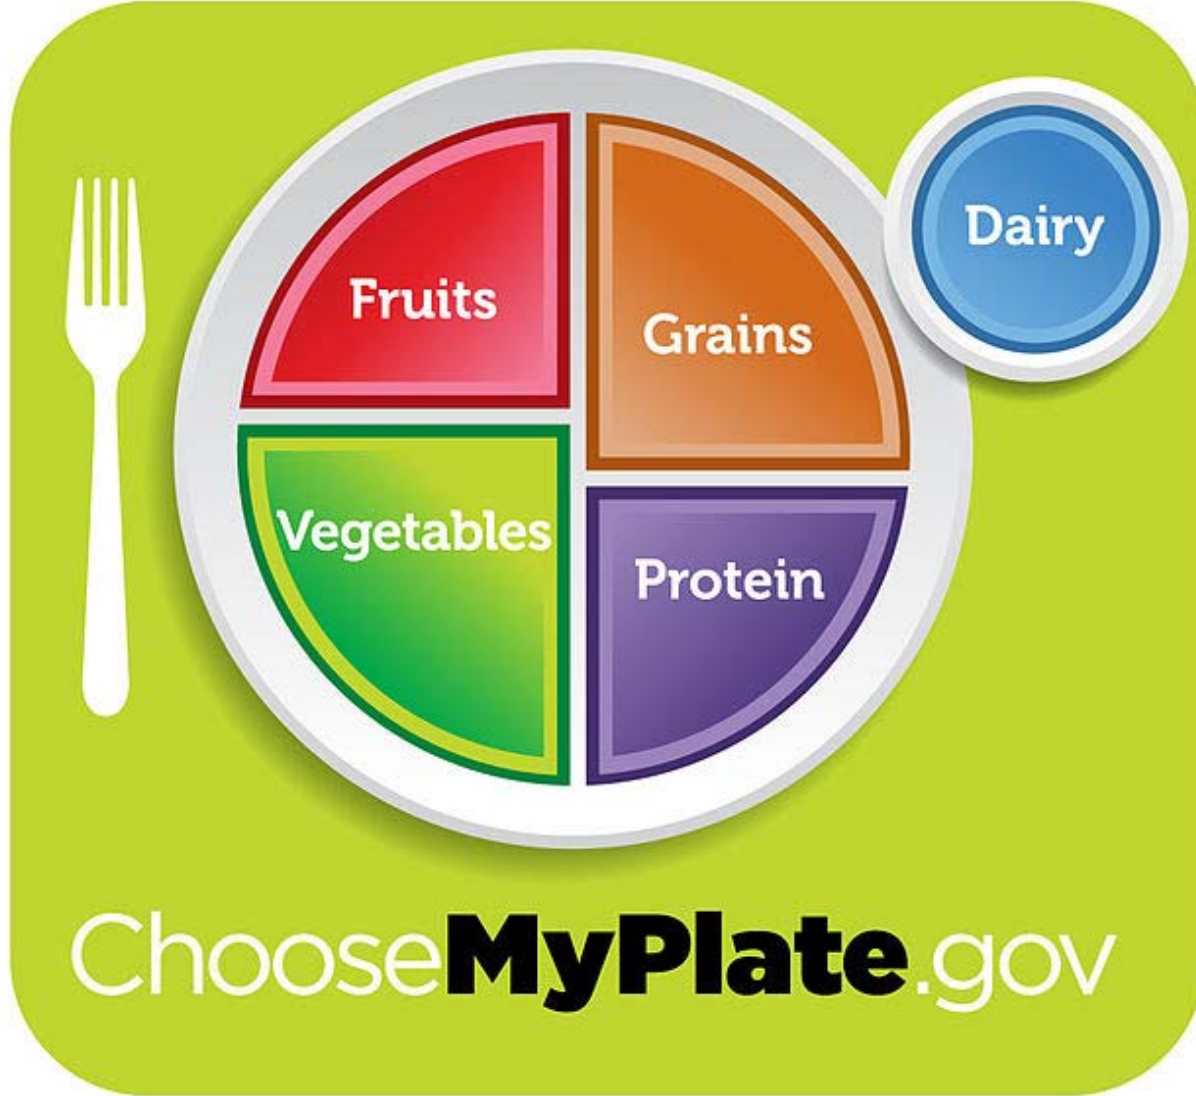 Fruits
Grains
Dairy
Vegetables
Protein
ChooseMyPlate.gov